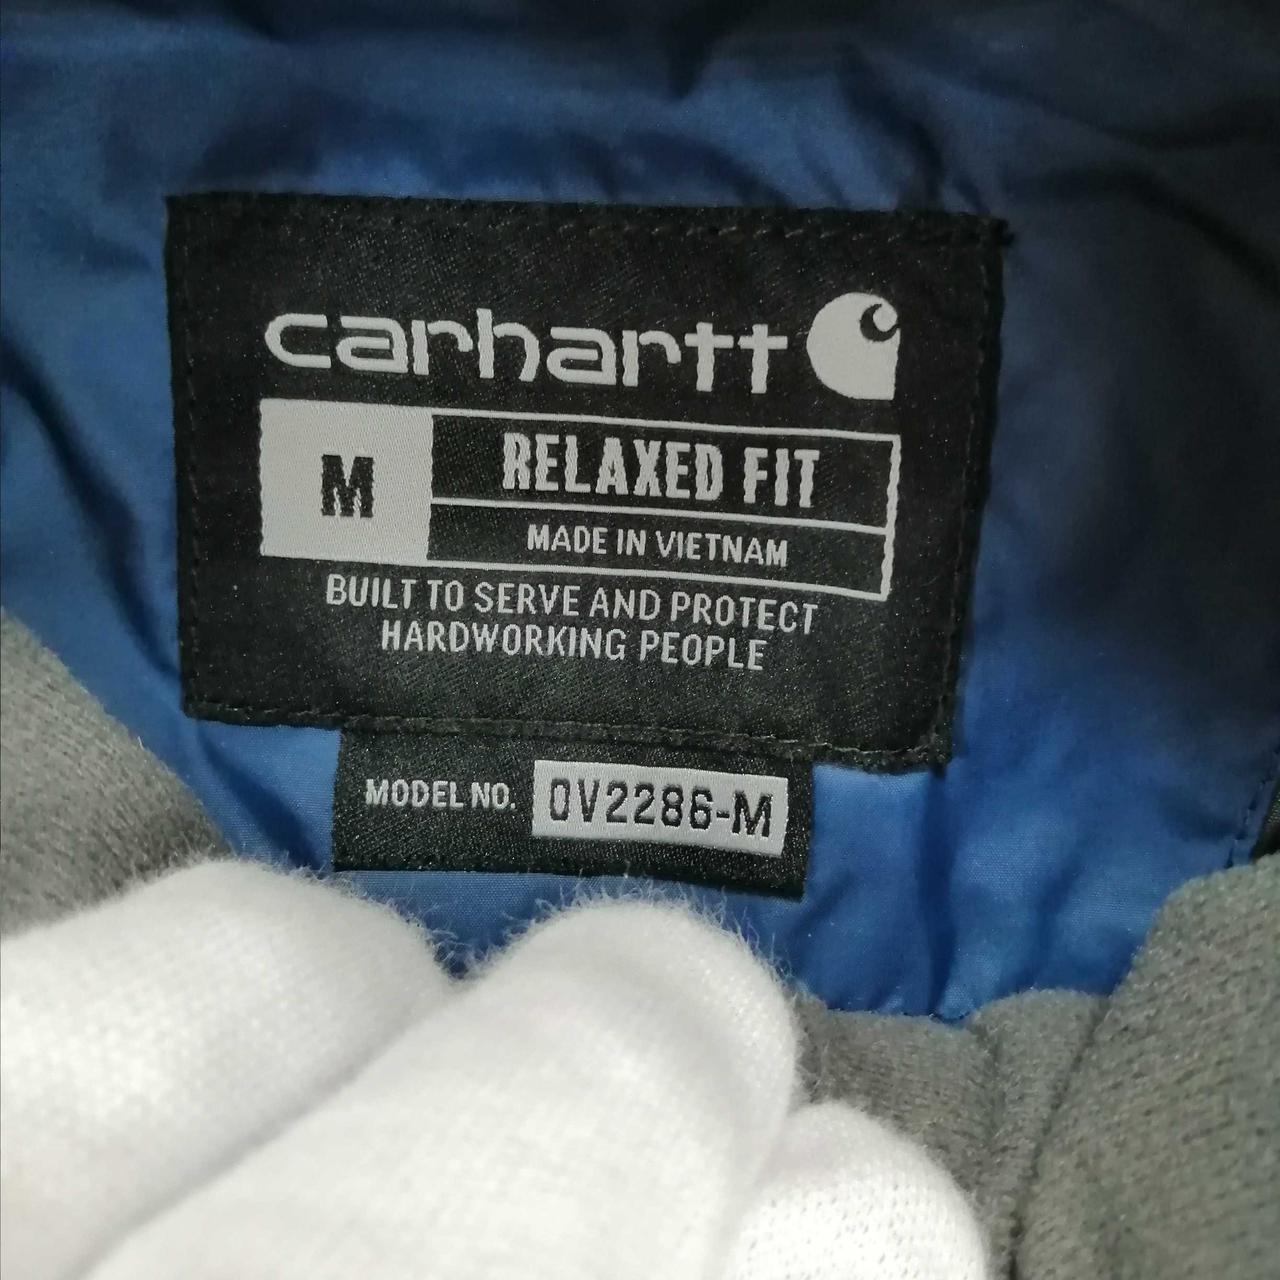 carhartt
M
RELAXED FIT
MADE IN VIETNAM
BUILT TO SERVE AND PROTECT
HARDWORKING PEOPLE
MODEL NO. OV2286-M